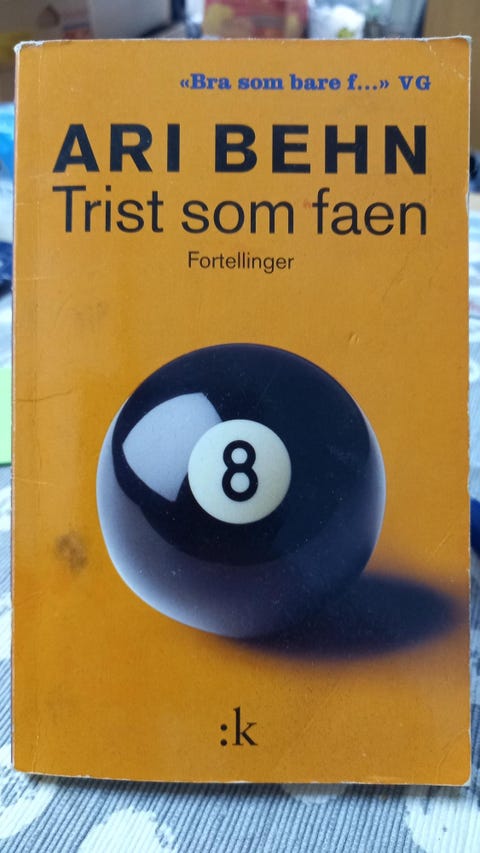 «Bra som bare f...» VG
ARI BEHN
Trist som faen
Fortellinger
8
:k